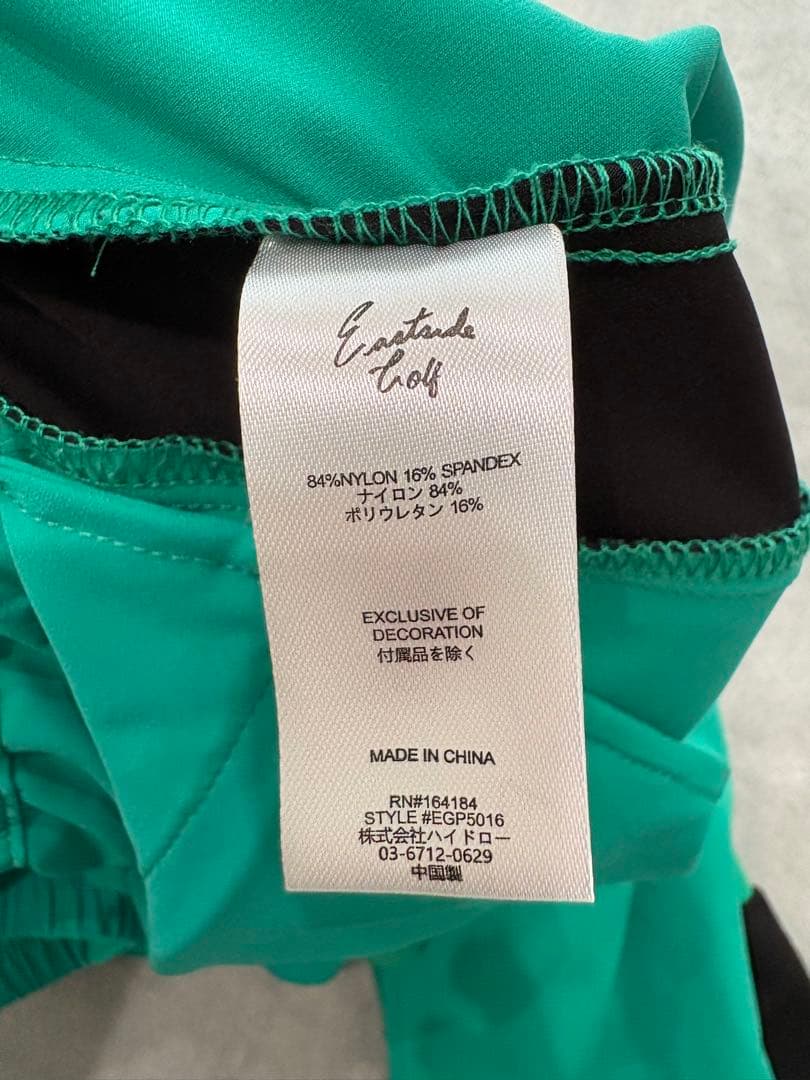 Eastside
Golf
84%NYLON 16% SPANDEX
ナイロン 84%
ポリウレタン 16%
EXCLUSIVE OF
DECORATION
付属品を除く
MADE IN CHINA
RN#164184
STYLE #EGP5016
株式会社ハイドロー
03-6712-0629
中国製